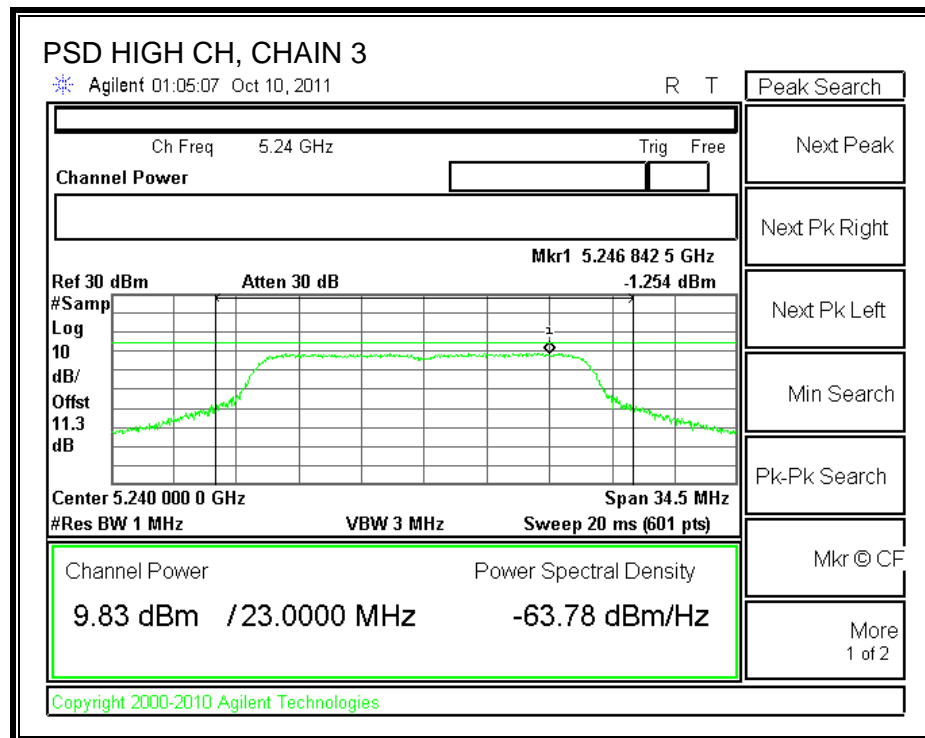 PSD HIGH CH, CHAIN 3
Agilent 01:05:07 Oct 10, 2011 R T
Peak Search
Ch Freq 5.24 GHz Trig Free
Channel Power
Next Peak
Next Pk Right
Mkr1 5.246 842 5 GHz
Ref 30 dBm Atten 30 dB -1.254 dBm
#Samp
Log
10
dB/
Offst
11.3
dB
1
Next Pk Left
Min Search
Pk-Pk Search
Center 5.240 000 0 GHz Span 34.5 MHz
#Res BW 1 MHz VBW 3 MHz Sweep 20 ms (601 pts)
Channel Power Power Spectral Density
9.83 dBm / 23.0000 MHz -63.78 dBm/Hz
Mkr © CF
More
1 of 2
Copyright 2000-2010 Agilent Technologies